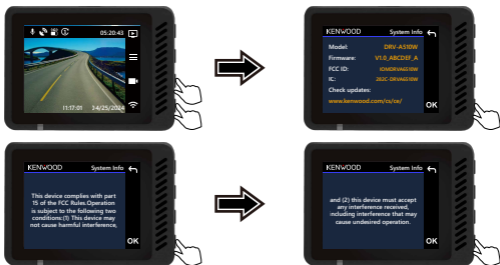 05:20:43
11:17:01 34/25/2024
KENWOOD System Info
Model: DRV-A510W
Firmware: V1.0_ABCDEF_A
FCC ID: IOMDRVA6510W
IC: 282C-DRVA6510W
Check updates:
www.kenwood.com/cs/ce/
OK
KENWOOD System Info
This device complies with part
15 of the FCC Rules.Operation
is subject to the following two
conditions:(1) This device may
not cause harmful interference,
OK
KENWOOD System Info
and (2) this device must accept
any interference received,
including interference that may
cause undesired operation.
OK